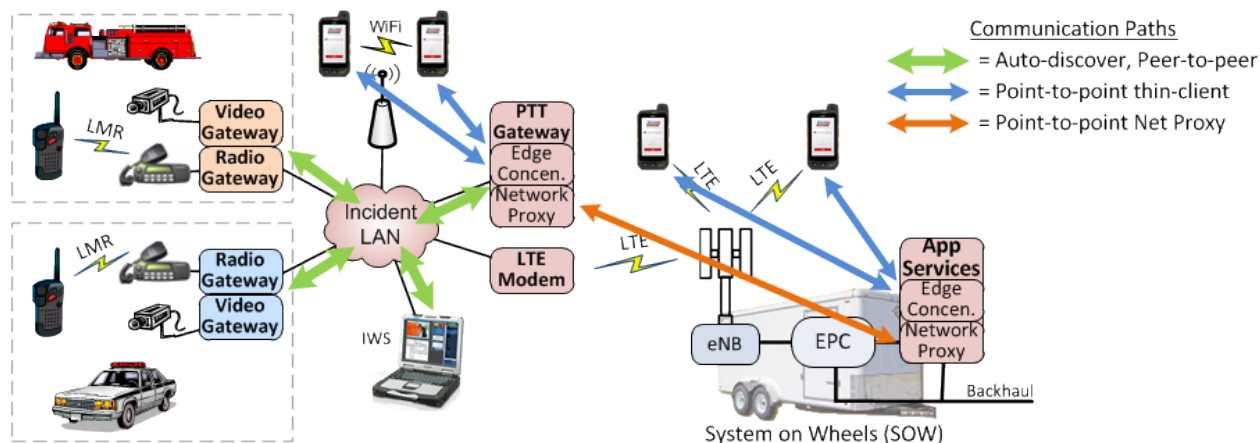 Communication Paths
= Auto-discover, Peer-to-peer
= Point-to-point thin-client
= Point-to-point Net Proxy
WiFi
LMR
Video
Gateway
Radio
Gateway
PTT
Gateway
Edge
Concen.
Network
Proxy
Incident
LAN
LTE
LTE
LTE
LMR
Radio
Gateway
Video
Gateway
LTE
Modem
IWS
App
Services
Edge
Concen.
Network
Proxy
eNB
EPC
Backhaul
System on Wheels (SOW)